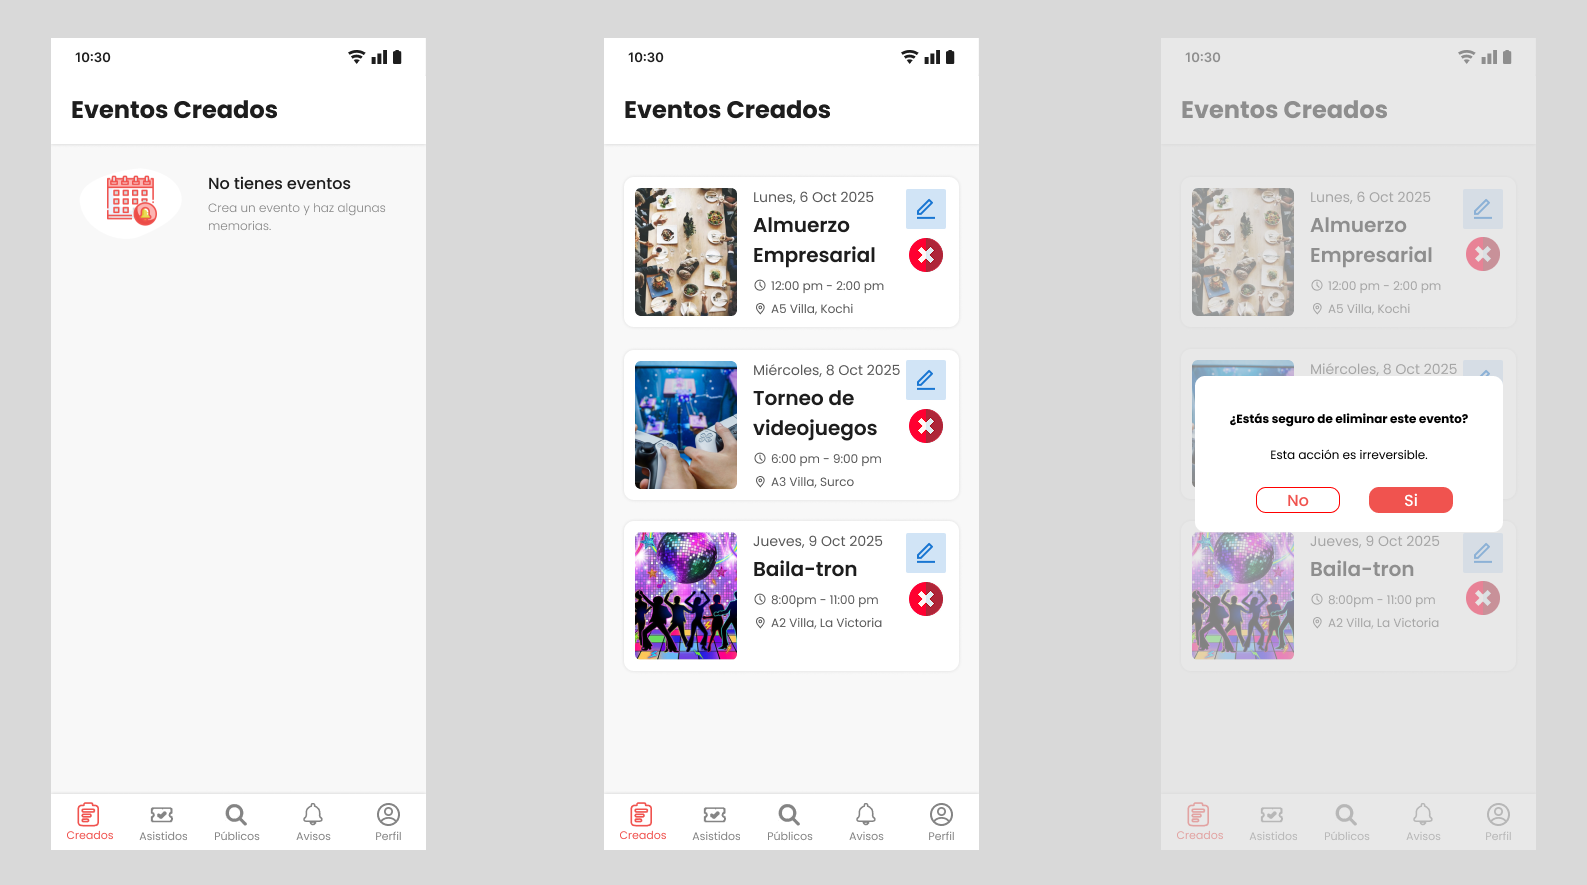 10:30
Eventos Creados
No tienes eventos
Crea un evento y haz algunas
memorias.
Creados
Asistidos
Públicos
Avisos
Perfil
10:30
Eventos Creados
Lunes, 6 Oct 2025
Almuerzo
Empresarial
12:00 pm - 2:00 pm
A5 Villa, Kochi
Miércoles, 8 Oct 2025
Torneo de
videojuegos
6:00 pm - 9:00 pm
A3 Villa, Surco
Jueves, 9 Oct 2025
Baila-tron
8:00pm - 11:00 pm
A2 Villa, La Victoria
Creados
Asistidos
Públicos
Avisos
Perfil
10:30
Eventos Creados
Lunes, 6 Oct 2025
Almuerzo
Empresarial
12:00 pm - 2:00 pm
A5 Villa, Kochi
Miércoles, 8 Oct 2025
¿Estás seguro de eliminar este evento?
Esta acción es irreversible.
No
Si
Jueves, 9 Oct 2025
Baila-tron
8:00pm - 11:00 pm
A2 Villa, La Victoria
Creados
Asistidos
Públicos
Avisos
Perfil